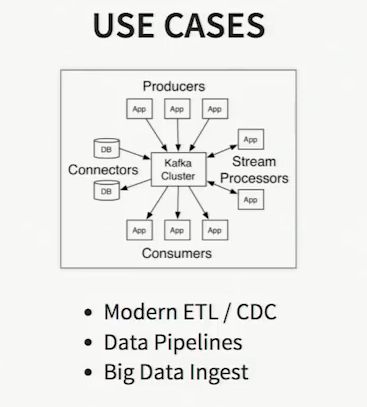 USE CASES
Producers
App App App
DB
App
Connectors
Kafka
Cluster
Stream
Processors
DB
App
App App App
Consumers
• Modern ETL / CDC
• Data Pipelines
• Big Data Ingest